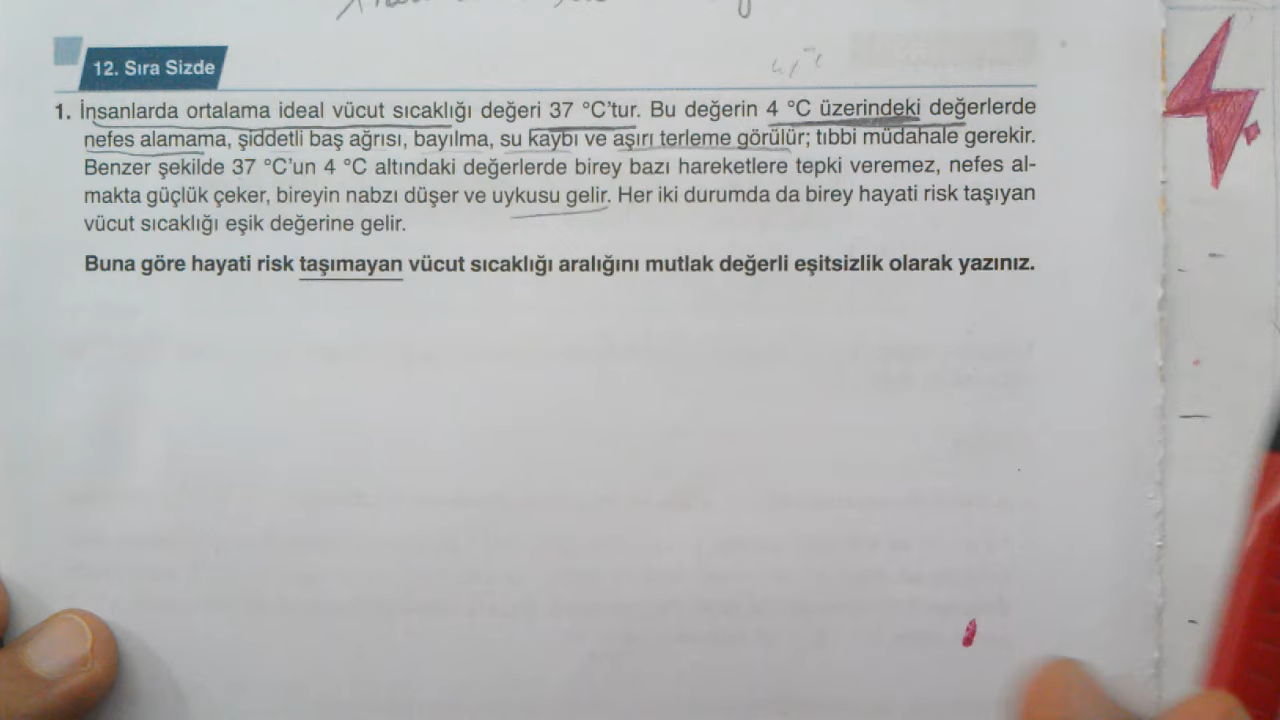 12. Sıra Sizde
1. İnsanlarda ortalama ideal vücut sıcaklığı değeri 37 °C'tur. Bu değerin 4 °C üzerindeki değerlerde
nefes alamama, şiddetli baş ağrısı, bayılma, su kaybı ve aşırı terleme görülür; tıbbi müdahale gerekir.
Benzer şekilde 37 °C'un 4 °C altındaki değerlerde birey bazı hareketlere tepki veremez, nefes al-
makta güçlük çeker, bireyin nabzı düşer ve uykusu gelir. Her iki durumda da birey hayati risk taşıyan
vücut sıcaklığı eşik değerine gelir.
Buna göre hayati risk taşımayan vücut sıcaklığı aralığını mutlak değerli eşitsizlik olarak yazınız.